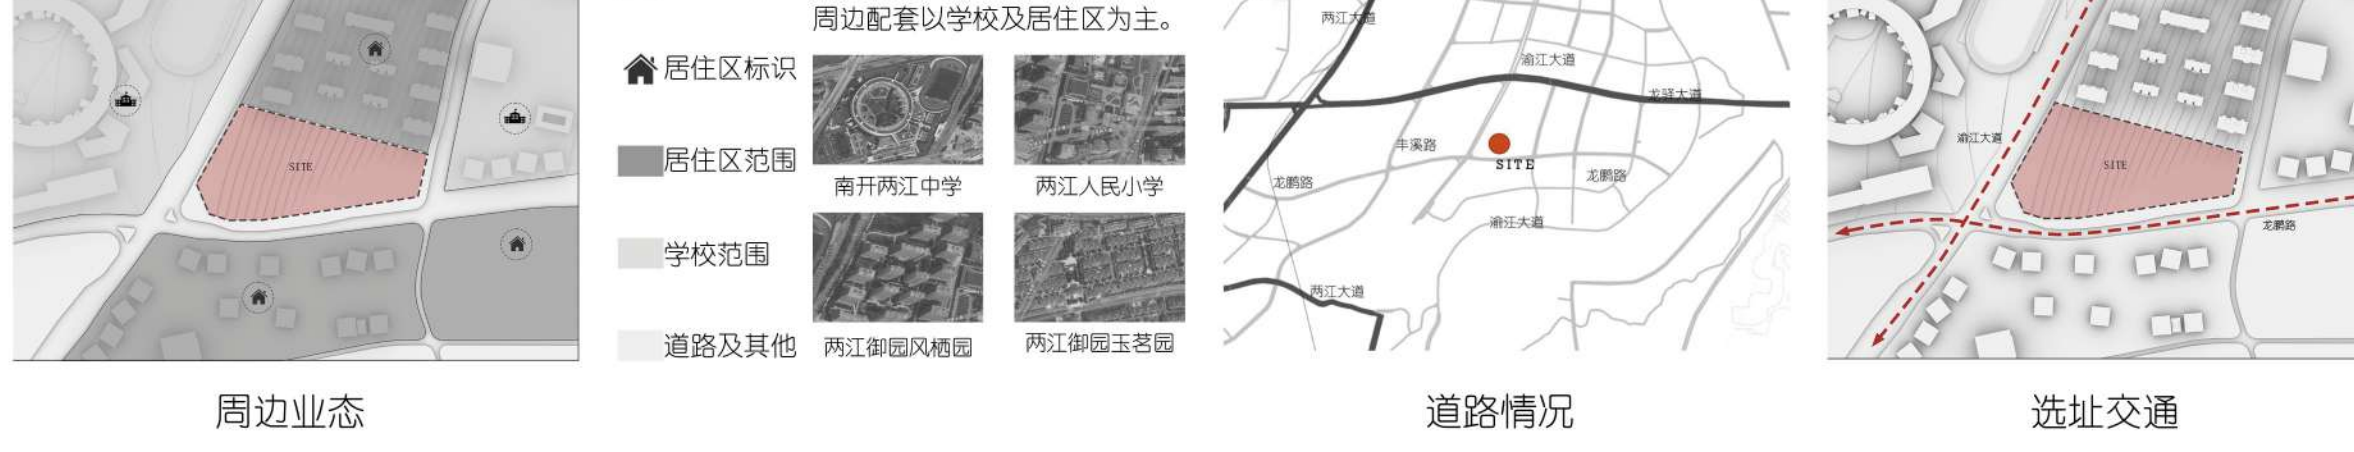 SITE
周边业态
周边配套以学校及居住区为主。
居住区标识
居住区范围
学校范围
道路及其他
南开两江中学
两江人民小学
两江御园风栖园
两江御园玉茗园
两江大道
渝江大道
龙驿大道
丰溪路
SITE
龙鹏路
龙鹏路
渝江大道
两江大道
道路情况
渝江大道
SITE
龙鹏路
选址交通